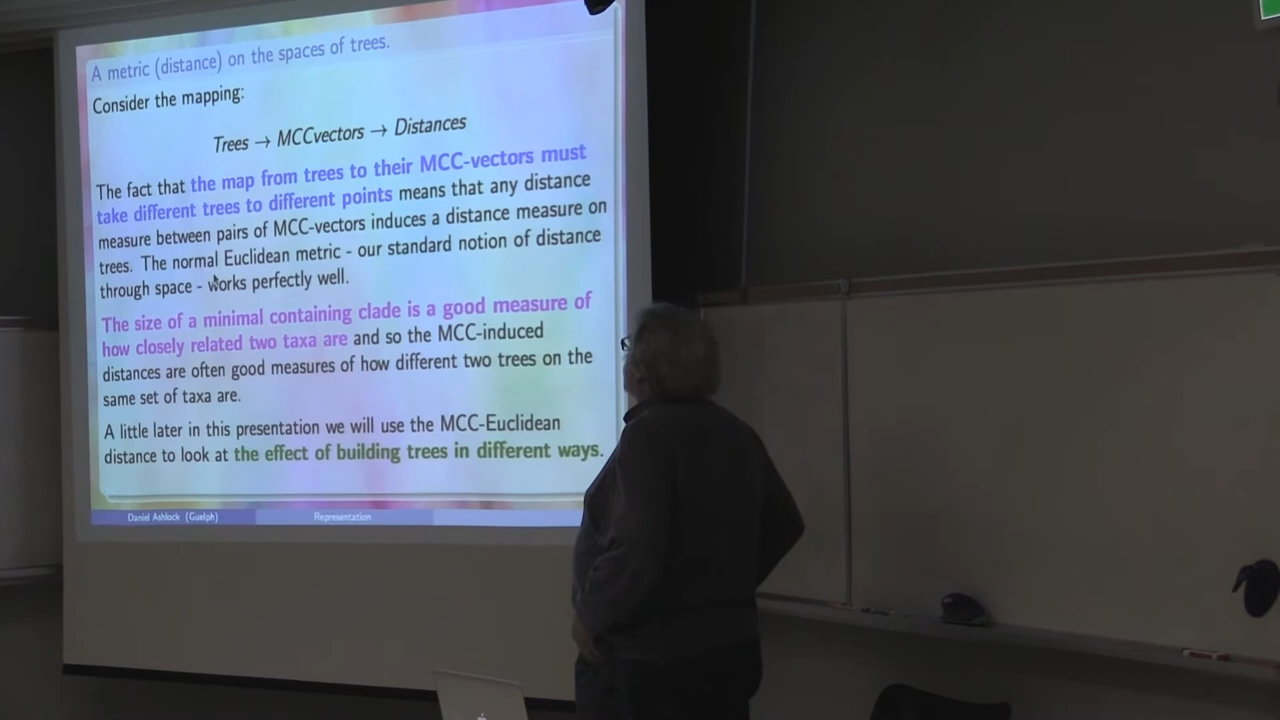 A metric (distance) on the spaces of trees.
Consider the mapping:
Trees → MCCvectors → Distances
The fact that the map from trees to their MCC-vectors must
take different trees to different points means that any distance
measure between pairs of MCC-vectors induces a distance measure on
trees. The normal Euclidean metric - our standard notion of distance
through space - works perfectly well.
The size of a minimal containing clade is a good measure of
how closely related two taxa are and so the MCC-induced
distances are often good measures of how different two trees on the
same set of taxa are.
A little later in this presentation we will use the MCC-Euclidean
distance to look at the effect of building trees in different ways.
Daniel Ashlock (Guelph) Representation